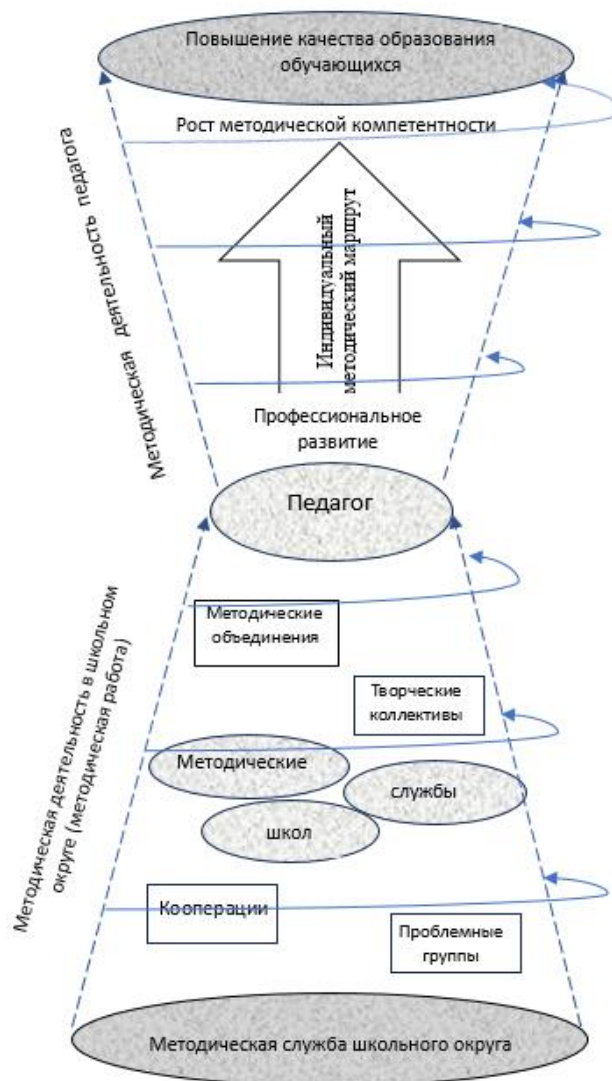 Повышение качества образования
обучающихся
Рост методической компетентности
Методическая деятельность педагога
Индивидуальный
методический маршрут
Профессиональное
развитие
Педагог
Методическая деятельность в школьном
округе (методическая работа)
Методические
объединения
Творческие
коллективы
Методические
службы
школ
Кооперации
Проблемные
группы
Методическая служба школьного округа